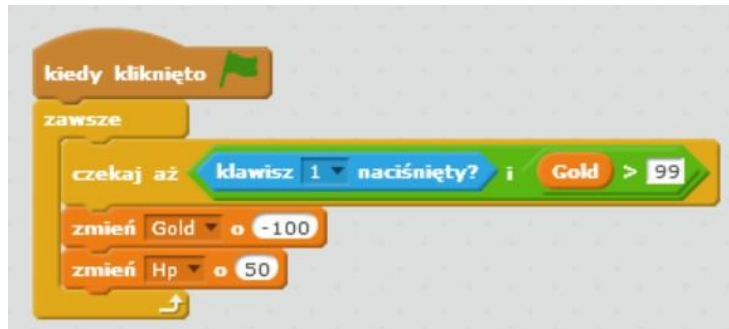 kiedy kliknięto
zawsze
czekaj aż klawisz 1 naciśnięty? i Gold > 99
zmień Gold o -100
zmień Hp o 50